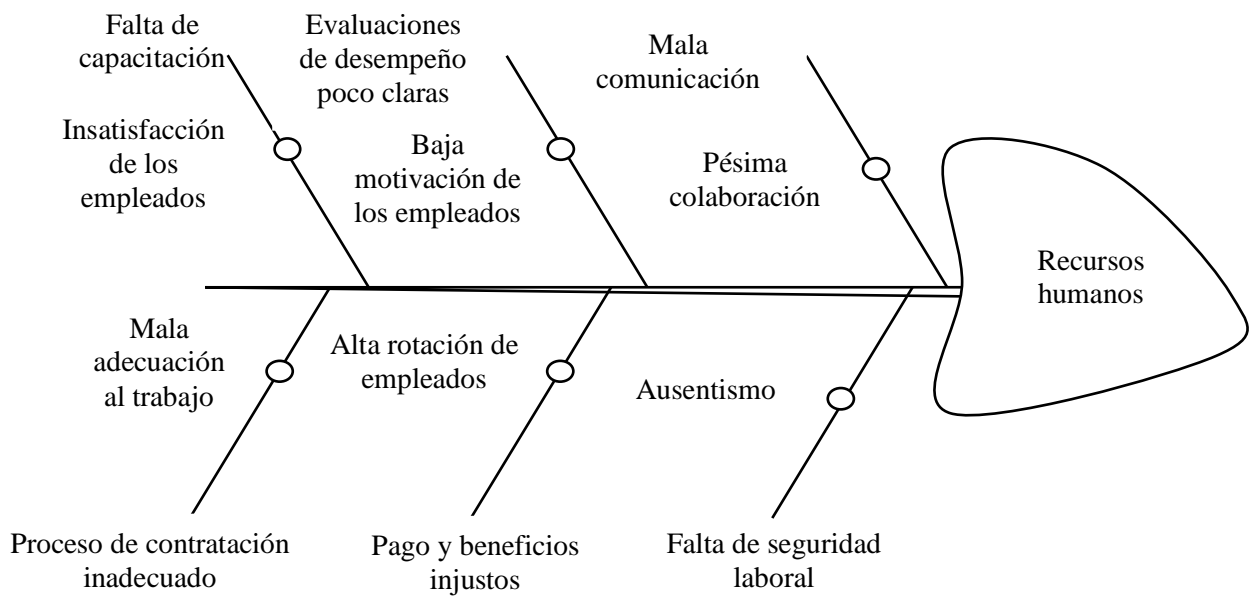 Falta de
capacitación
Evaluaciones
de desempeño
poco claras
Mala
comunicación
Insatisfacción
de los
empleados
Baja
motivación de
los empleados
Pésima
colaboración
Recursos
humanos
Mala
adecuación
al trabajo
Alta rotación de
empleados
Ausentismo
Proceso de contratación
inadecuado
Pago y beneficios
injustos
Falta de seguridad
laboral